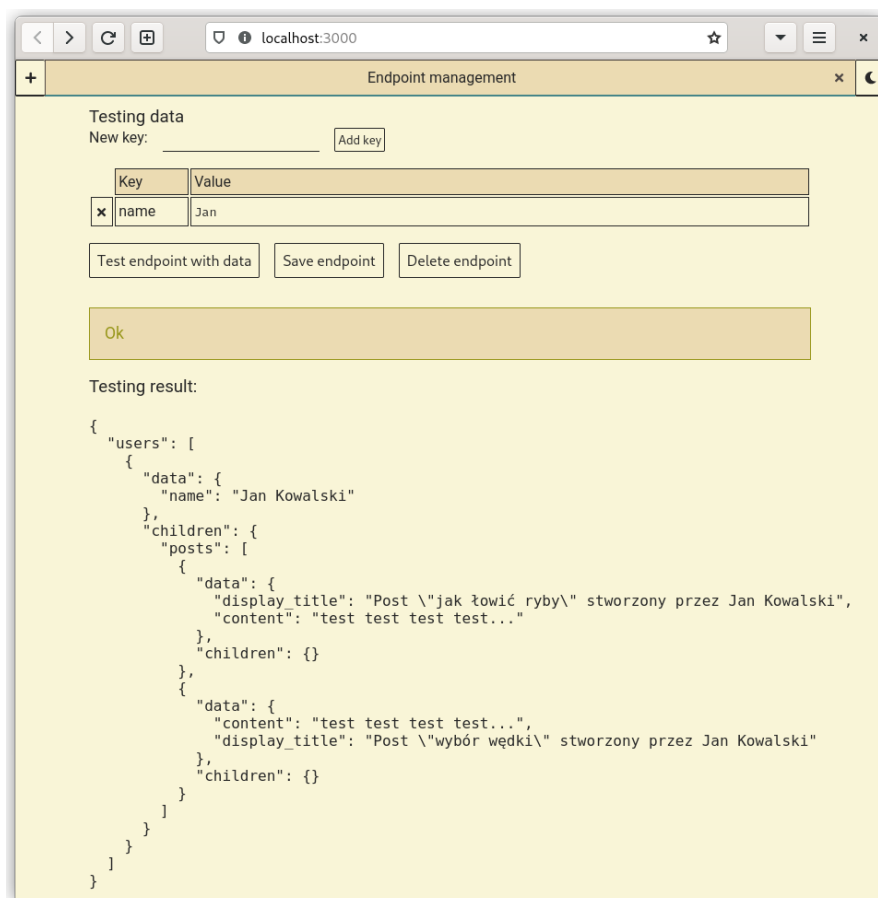 localhost:3000
Endpoint management
Testing data
New key: Add key
Key Value
name Jan
Test endpoint with data Save endpoint Delete endpoint
Ok
Testing result:
{
  "users": [
    {
      "data": {
        "name": "Jan Kowalski"
      },
      "children": {
        "posts": [
          {
            "data": {
              "display_title": "Post \"jak łowić ryby\" stworzony przez Jan Kowalski",
              "content": "test test test test..."
            },
            "children": {}
          },
          {
            "data": {
              "content": "test test test test...",
              "display_title": "Post \"wybór wędki\" stworzony przez Jan Kowalski"
            },
            "children": {}
          }
        ]
      }
    }
  ]
}